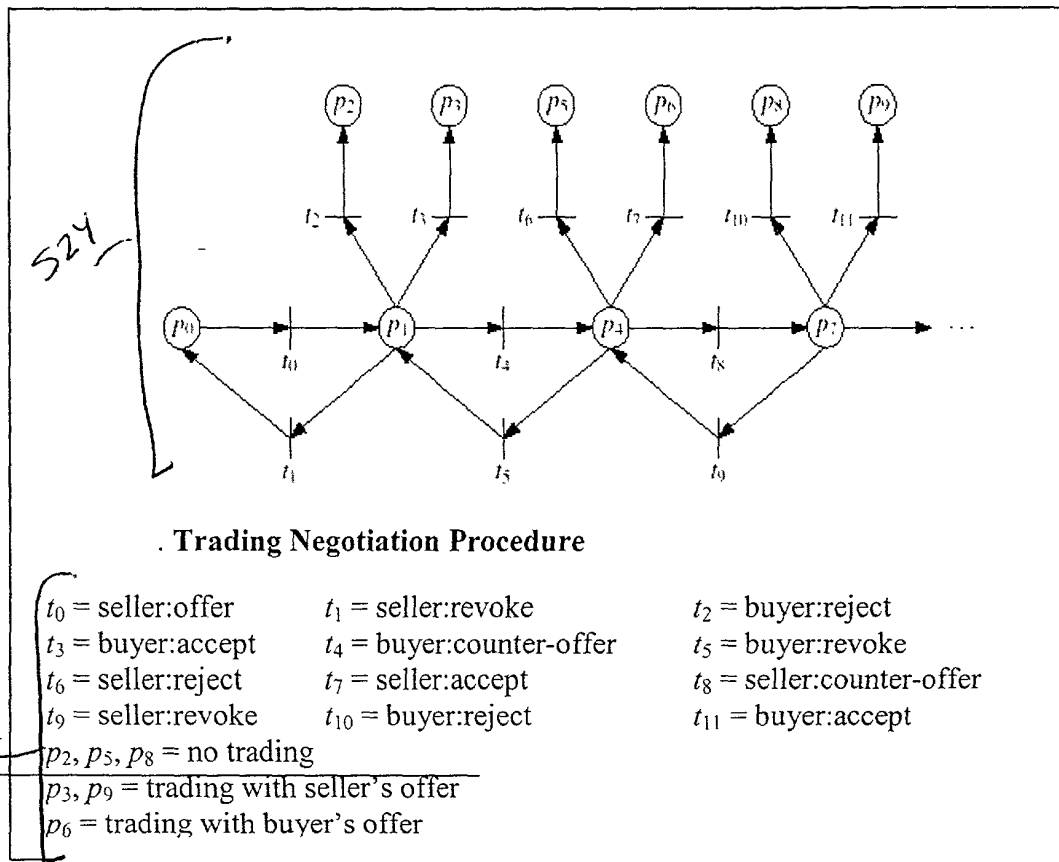 p2 p3 p5 p6 p8 p9
t2 t3 t6 t7 t10 t11
524
p0 p1 p4 p7 ...
t0 t4 t8
t1 t5 t9
. Trading Negotiation Procedure
t0 = seller:offer t1 = seller:revoke t2 = buyer:reject
t3 = buyer:accept t4 = buyer:counter-offer t5 = buyer:revoke
t6 = seller:reject t7 = seller:accept t8 = seller:counter-offer
t9 = seller:revoke t10 = buyer:reject t11 = buyer:accept
p2, p5, p8 = no trading
p3, p9 = trading with seller's offer
p6 = trading with buyer's offer